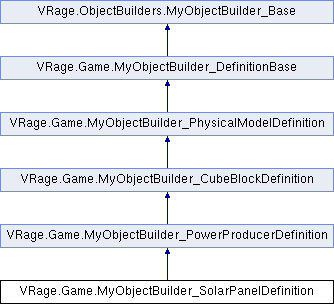 VRage.ObjectBuilders.MyObjectBuilder_Base
VRage.Game.MyObjectBuilder_DefinitionBase
VRage.Game.MyObjectBuilder_PhysicalModelDefinition
VRage.Game.MyObjectBuilder_CubeBlockDefinition
VRage.Game.MyObjectBuilder_PowerProducerDefinition
VRage.Game.MyObjectBuilder_SolarPanelDefinition